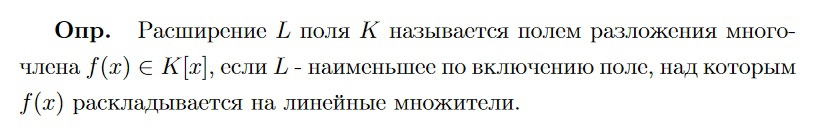 Опр. Расширение L поля K называется полем разложения много-
члена f(x) ∈ K[x], если L - наименьшее по включению поле, над которым
f(x) раскладывается на линейные множители.